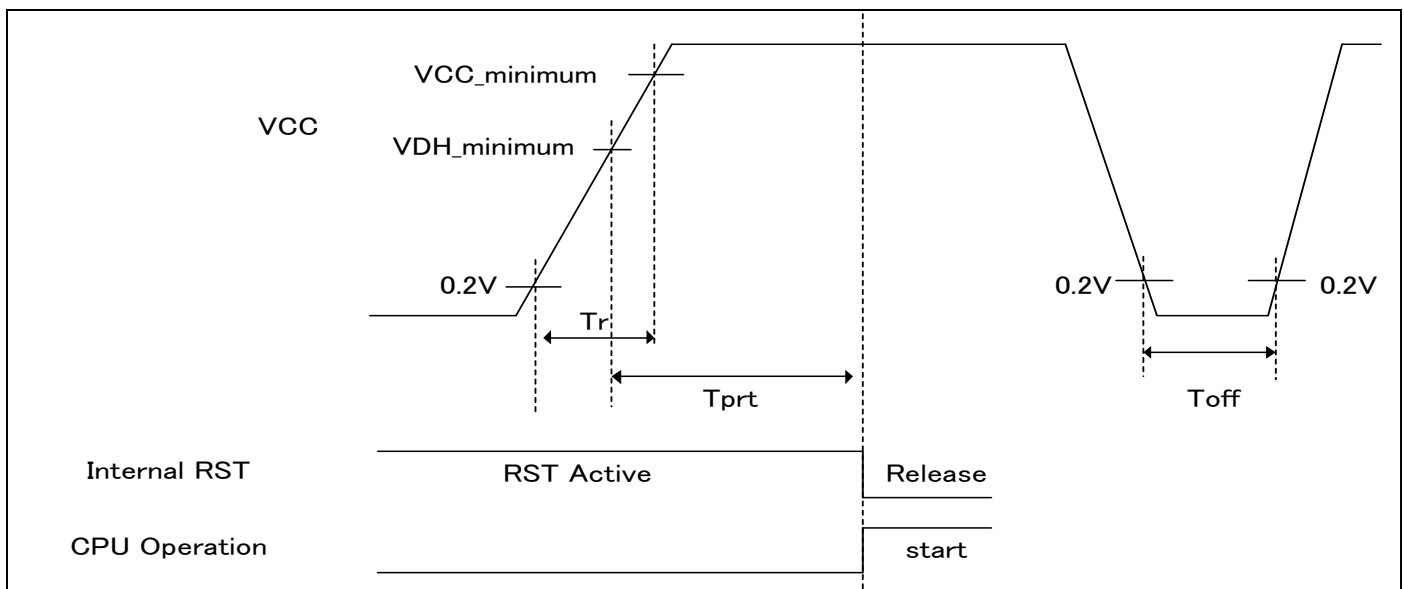 VCC_minimum
VCC
VDH_minimum
0.2V
0.2V
0.2V
Tr
Tprt
Toff
Internal RST
RST Active
Release
CPU Operation
start